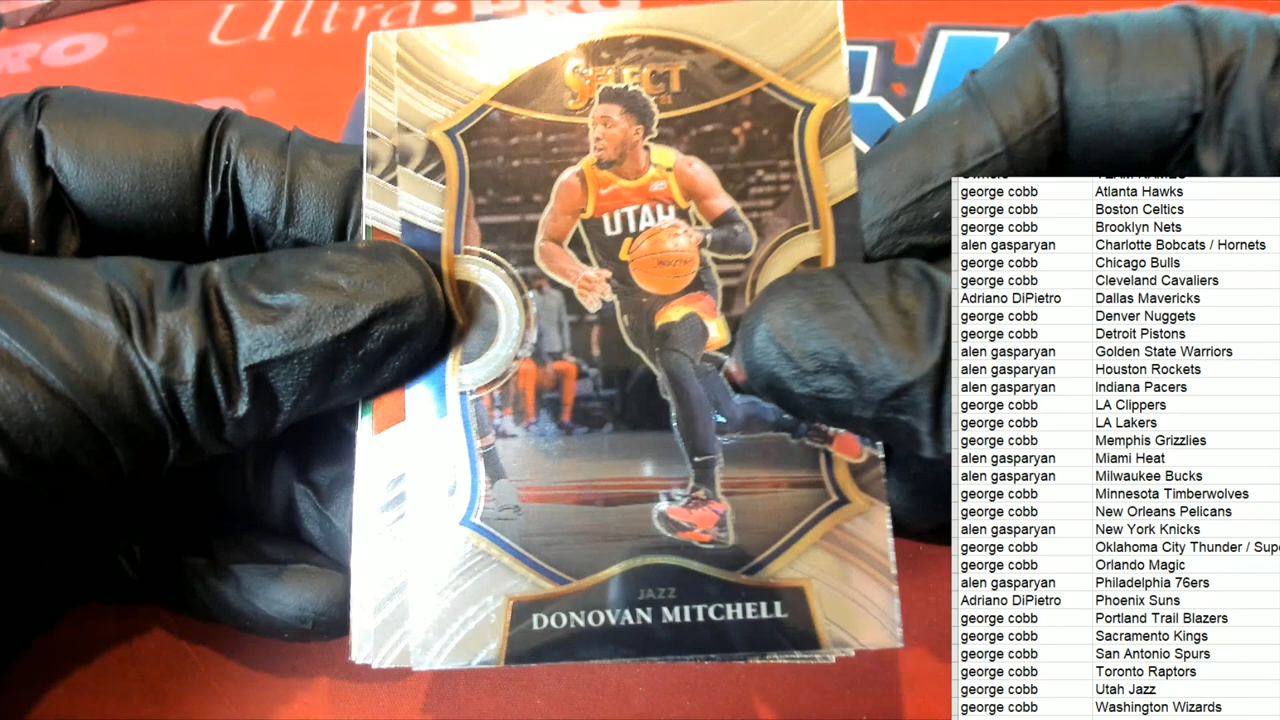 Ultra·PRO
PRO
SELECT
UTAH
JAZZ
DONOVAN MITCHELL
george cobb Atlanta Hawks
george cobb Boston Celtics
george cobb Brooklyn Nets
alen gasparyan Charlotte Bobcats / Hornets
george cobb Chicago Bulls
george cobb Cleveland Cavaliers
Adriano DiPietro Dallas Mavericks
george cobb Denver Nuggets
george cobb Detroit Pistons
alen gasparyan Golden State Warriors
alen gasparyan Houston Rockets
alen gasparyan Indiana Pacers
george cobb LA Clippers
george cobb LA Lakers
george cobb Memphis Grizzlies
alen gasparyan Miami Heat
alen gasparyan Milwaukee Bucks
george cobb Minnesota Timberwolves
george cobb New Orleans Pelicans
alen gasparyan New York Knicks
george cobb Oklahoma City Thunder / Sup
george cobb Orlando Magic
alen gasparyan Philadelphia 76ers
Adriano DiPietro Phoenix Suns
george cobb Portland Trail Blazers
george cobb Sacramento Kings
george cobb San Antonio Spurs
george cobb Toronto Raptors
george cobb Utah Jazz
george cobb Washington Wizards